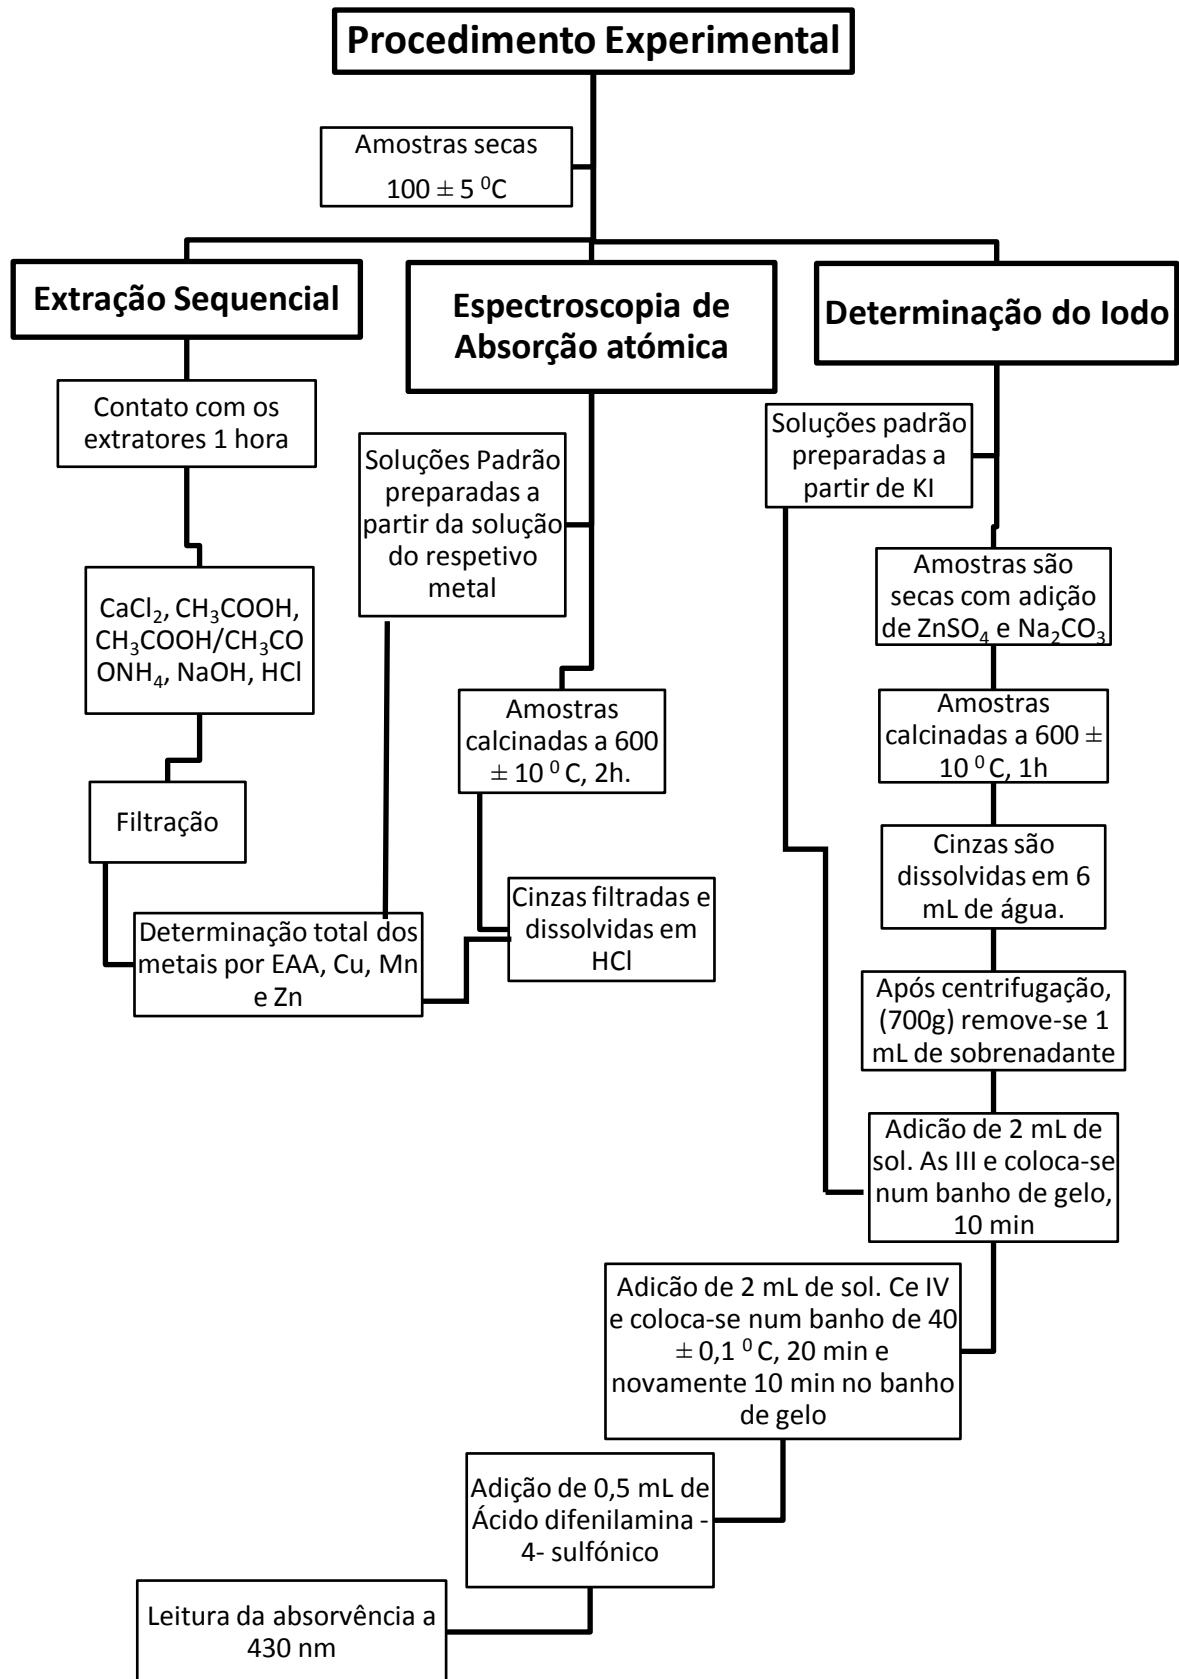 Procedimento Experimental
Amostras secas
100 ± 5 ⁰C
Extração Sequencial
Espectroscopia de
Absorção atómica
Determinação do Iodo
Contato com os
extratores 1 hora
CaCl₂, CH₃COOH,
CH₃COOH/CH₃CO
ONH₄, NaOH, HCl
Filtração
Determinação total dos
metais por EAA, Cu, Mn
e Zn
Soluções Padrão
preparadas a
partir da solução
do respetivo
metal
Amostras
calcinadas a 600
± 10 ⁰ C, 2h.
Cinzas filtradas e
dissolvidas em
HCl
Soluções padrão
preparadas a
partir de KI
Amostras são
secas com adição
de ZnSO₄ e Na₂CO₃
Amostras
calcinadas a 600 ±
10 ⁰ C, 1h
Cinzas são
dissolvidas em 6
mL de água.
Após centrifugação,
(700g) remove-se 1
mL de sobrenadante
Adicão de 2 mL de
sol. As III e coloca-se
num banho de gelo,
10 min
Adicão de 2 mL de sol. Ce IV
e coloca-se num banho de 40
± 0,1 ⁰ C, 20 min e
novamente 10 min no banho
de gelo
Adição de 0,5 mL de
Ácido difenilamina -
4- sulfónico
Leitura da absorvência a
430 nm